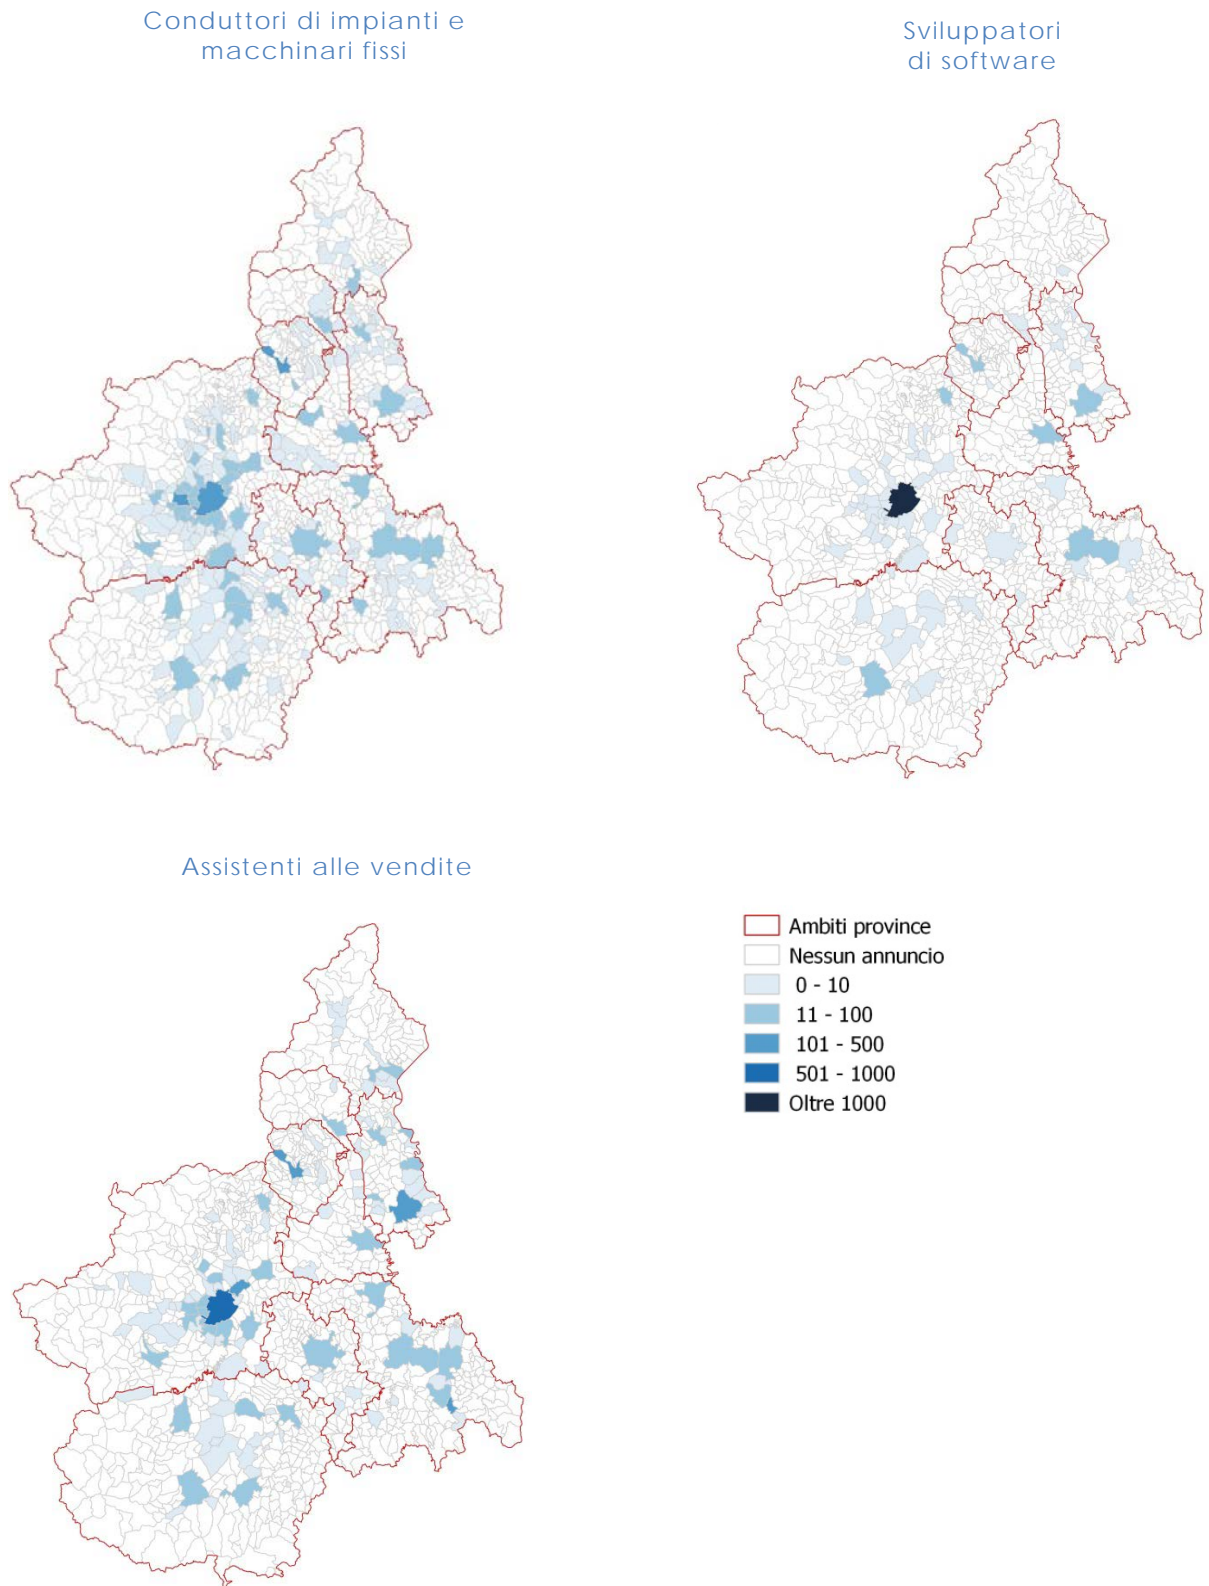 Conduttori di impianti e
macchinari fissi
Sviluppatori
di software
Assistenti alle vendite
Ambiti province
Nessun annuncio
0 - 10
11 - 100
101 - 500
501 - 1000
Oltre 1000